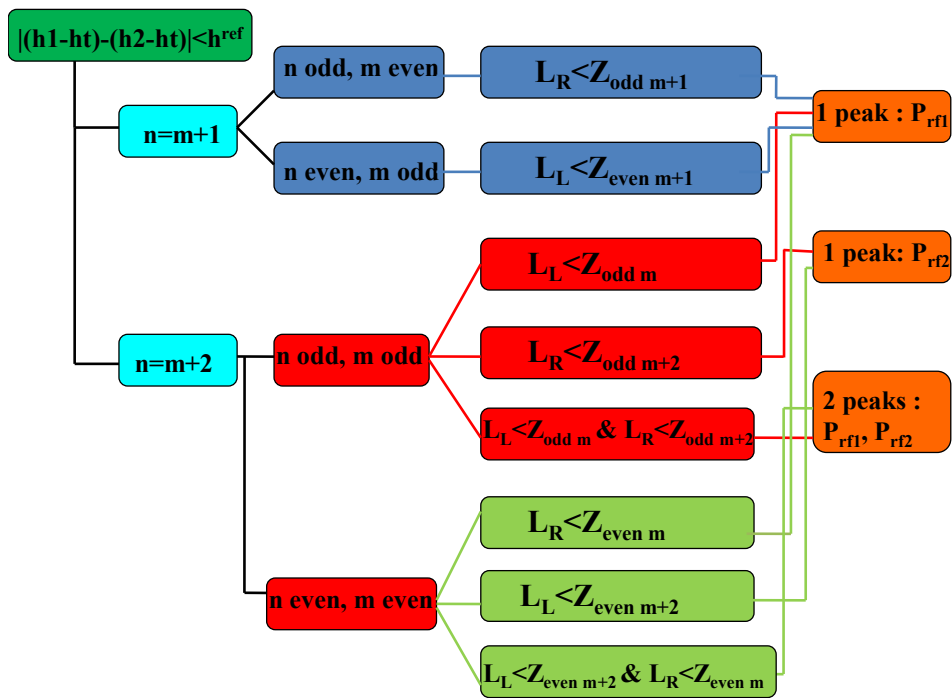 |(h1-ht)-(h2-ht)|<h^ref
n odd, m even
L_R<Z_odd m+1
1 peak : P_rf1
n=m+1
n even, m odd
L_L<Z_even m+1
L_L<Z_odd m
1 peak: P_rf2
n=m+2
n odd, m odd
L_R<Z_odd m+2
2 peaks :
P_rf1, P_rf2
L_L<Z_odd m & L_R<Z_odd m+2
L_R<Z_even m
n even, m even
L_L<Z_even m+2
L_L<Z_even m+2 & L_R<Z_even m